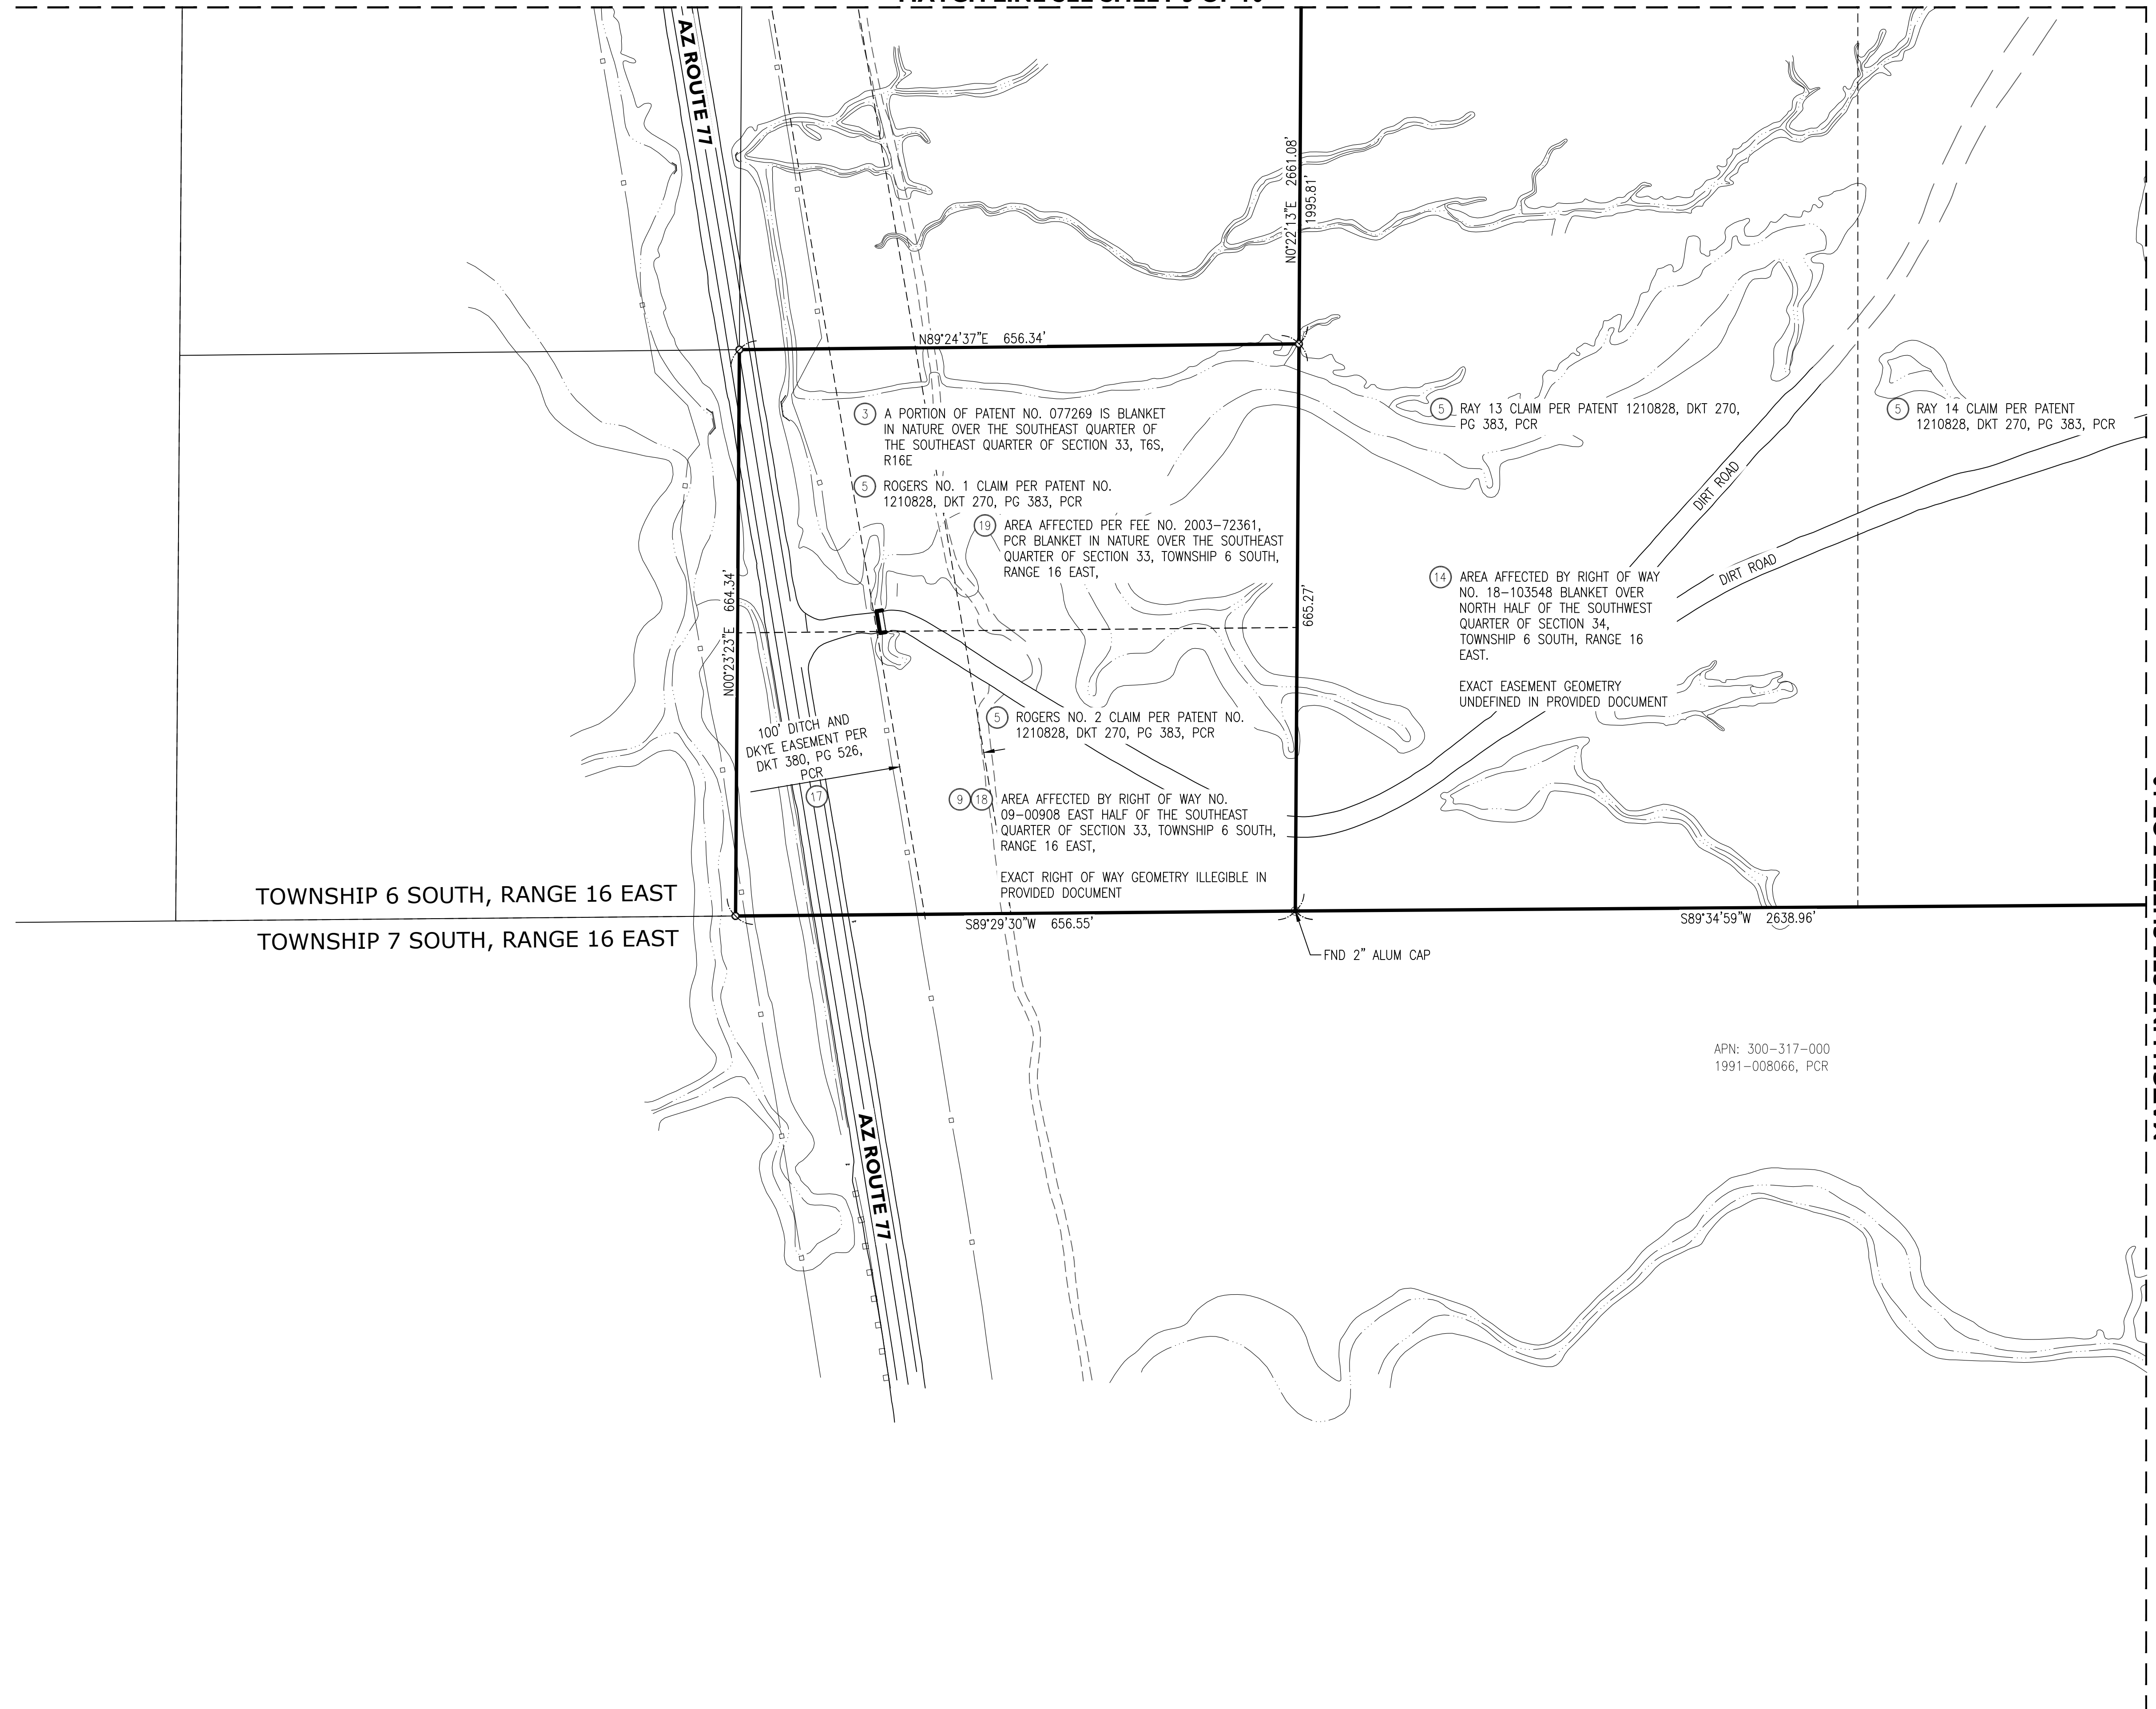 AZ ROUTE 77
N0°22'13"E 2661.08'
1995.81'
N89°24'37"E 656.34'
3 A PORTION OF PATENT NO. 077269 IS BLANKET
IN NATURE OVER THE SOUTHEAST QUARTER OF
THE SOUTHEAST QUARTER OF SECTION 33, T6S,
R16E
5 ROGERS NO. 1 CLAIM PER PATENT NO.
1210828, DKT 270, PG 383, PCR
19 AREA AFFECTED PER FEE NO. 2003-72361,
PCR BLANKET IN NATURE OVER THE SOUTHEAST
QUARTER OF SECTION 33, TOWNSHIP 6 SOUTH,
RANGE 16 EAST,
5 RAY 13 CLAIM PER PATENT 1210828, DKT 270,
PG 383, PCR
5 RAY 14 CLAIM PER PATENT
1210828, DKT 270, PG 383, PCR
DIRT ROAD
DIRT ROAD
14 AREA AFFECTED BY RIGHT OF WAY
NO. 18-103548 BLANKET OVER
NORTH HALF OF THE SOUTHWEST
QUARTER OF SECTION 34,
TOWNSHIP 6 SOUTH, RANGE 16
EAST.
EXACT EASEMENT GEOMETRY
UNDEFINED IN PROVIDED DOCUMENT
N00°23'23"E 664.34'
665.27'
5 ROGERS NO. 2 CLAIM PER PATENT NO.
1210828, DKT 270, PG 383, PCR
100' DITCH AND
DKYE EASEMENT PER
DKT 380, PG 526,
PCR
17
9 18 AREA AFFECTED BY RIGHT OF WAY NO.
09-00908 EAST HALF OF THE SOUTHEAST
QUARTER OF SECTION 33, TOWNSHIP 6 SOUTH,
RANGE 16 EAST,
EXACT RIGHT OF WAY GEOMETRY ILLEGIBLE IN
PROVIDED DOCUMENT
TOWNSHIP 6 SOUTH, RANGE 16 EAST
TOWNSHIP 7 SOUTH, RANGE 16 EAST
S89°29'30"W 656.55'
S89°34'59"W 2638.96'
FND 2" ALUM CAP
APN: 300-317-000
1991-008066, PCR
AZ ROUTE 77